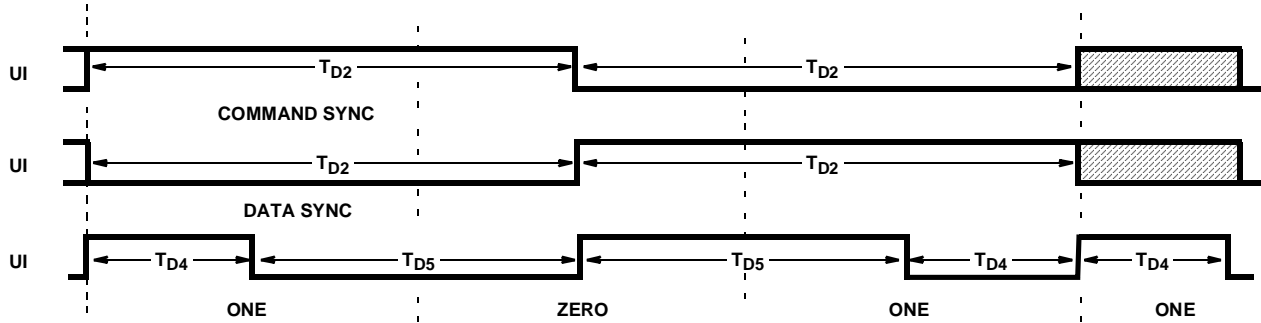 UI TD2 TD2
COMMAND SYNC
UI TD2 TD2
DATA SYNC
UI TD4 TD5 TD5 TD4 TD4
ONE ZERO ONE ONE